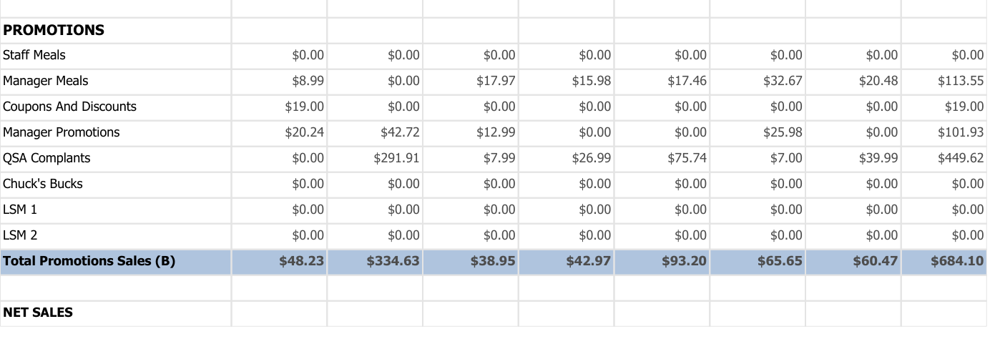 PROMOTIONS
Staff Meals $0.00 $0.00 $0.00 $0.00 $0.00 $0.00 $0.00 $0.00
Manager Meals $8.99 $0.00 $17.97 $15.98 $17.46 $32.67 $20.48 $113.55
Coupons And Discounts $19.00 $0.00 $0.00 $0.00 $0.00 $0.00 $0.00 $19.00
Manager Promotions $20.24 $42.72 $12.99 $0.00 $0.00 $25.98 $0.00 $101.93
QSA Complants $0.00 $291.91 $7.99 $26.99 $75.74 $7.00 $39.99 $449.62
Chuck's Bucks $0.00 $0.00 $0.00 $0.00 $0.00 $0.00 $0.00 $0.00
LSM 1 $0.00 $0.00 $0.00 $0.00 $0.00 $0.00 $0.00 $0.00
LSM 2 $0.00 $0.00 $0.00 $0.00 $0.00 $0.00 $0.00 $0.00
Total Promotions Sales (B) $48.23 $334.63 $38.95 $42.97 $93.20 $65.65 $60.47 $684.10
NET SALES